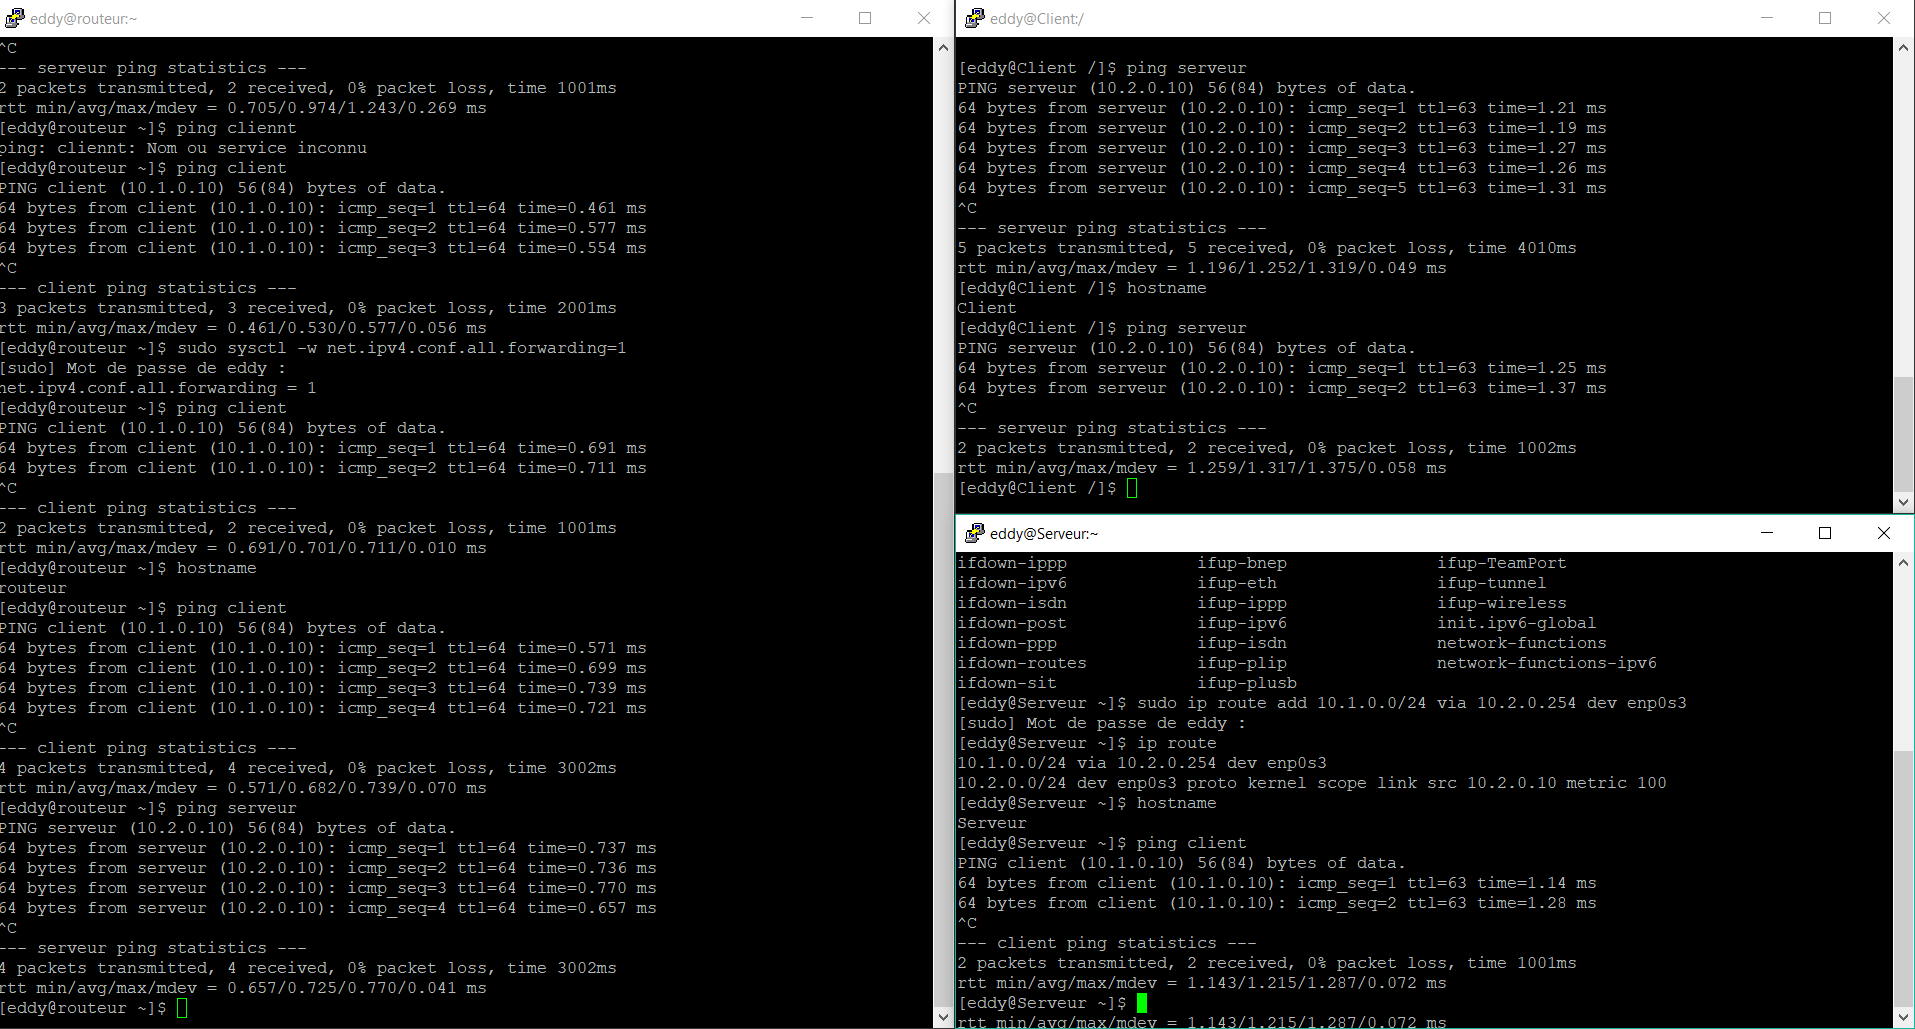 eddy@routeur:~
^C
--- serveur ping statistics ---
2 packets transmitted, 2 received, 0% packet loss, time 1001ms
rtt min/avg/max/mdev = 0.705/0.974/1.243/0.269 ms
[eddy@routeur ~]$ ping cliennt
ping: cliennt: Nom ou service inconnu
[eddy@routeur ~]$ ping client
PING client (10.1.0.10) 56(84) bytes of data.
64 bytes from client (10.1.0.10): icmp_seq=1 ttl=64 time=0.461 ms
64 bytes from client (10.1.0.10): icmp_seq=2 ttl=64 time=0.577 ms
64 bytes from client (10.1.0.10): icmp_seq=3 ttl=64 time=0.554 ms
^C
--- client ping statistics ---
3 packets transmitted, 3 received, 0% packet loss, time 2001ms
rtt min/avg/max/mdev = 0.461/0.530/0.577/0.056 ms
[eddy@routeur ~]$ sudo sysctl -w net.ipv4.conf.all.forwarding=1
[sudo] Mot de passe de eddy :
net.ipv4.conf.all.forwarding = 1
[eddy@routeur ~]$ ping client
PING client (10.1.0.10) 56(84) bytes of data.
64 bytes from client (10.1.0.10): icmp_seq=1 ttl=64 time=0.691 ms
64 bytes from client (10.1.0.10): icmp_seq=2 ttl=64 time=0.711 ms
^C
--- client ping statistics ---
2 packets transmitted, 2 received, 0% packet loss, time 1001ms
rtt min/avg/max/mdev = 0.691/0.701/0.711/0.010 ms
[eddy@routeur ~]$ hostname
routeur
[eddy@routeur ~]$ ping client
PING client (10.1.0.10) 56(84) bytes of data.
64 bytes from client (10.1.0.10): icmp_seq=1 ttl=64 time=0.571 ms
64 bytes from client (10.1.0.10): icmp_seq=2 ttl=64 time=0.699 ms
64 bytes from client (10.1.0.10): icmp_seq=3 ttl=64 time=0.739 ms
64 bytes from client (10.1.0.10): icmp_seq=4 ttl=64 time=0.721 ms
^C
--- client ping statistics ---
4 packets transmitted, 4 received, 0% packet loss, time 3002ms
rtt min/avg/max/mdev = 0.571/0.682/0.739/0.070 ms
[eddy@routeur ~]$ ping serveur
PING serveur (10.2.0.10) 56(84) bytes of data.
64 bytes from serveur (10.2.0.10): icmp_seq=1 ttl=64 time=0.737 ms
64 bytes from serveur (10.2.0.10): icmp_seq=2 ttl=64 time=0.736 ms
64 bytes from serveur (10.2.0.10): icmp_seq=3 ttl=64 time=0.770 ms
64 bytes from serveur (10.2.0.10): icmp_seq=4 ttl=64 time=0.657 ms
^C
--- serveur ping statistics ---
4 packets transmitted, 4 received, 0% packet loss, time 3002ms
rtt min/avg/max/mdev = 0.657/0.725/0.770/0.041 ms
[eddy@routeur ~]$
eddy@Client:/
[eddy@Client /]$ ping serveur
PING serveur (10.2.0.10) 56(84) bytes of data.
64 bytes from serveur (10.2.0.10): icmp_seq=1 ttl=63 time=1.21 ms
64 bytes from serveur (10.2.0.10): icmp_seq=2 ttl=63 time=1.19 ms
64 bytes from serveur (10.2.0.10): icmp_seq=3 ttl=63 time=1.27 ms
64 bytes from serveur (10.2.0.10): icmp_seq=4 ttl=63 time=1.26 ms
64 bytes from serveur (10.2.0.10): icmp_seq=5 ttl=63 time=1.31 ms
^C
--- serveur ping statistics ---
5 packets transmitted, 5 received, 0% packet loss, time 4010ms
rtt min/avg/max/mdev = 1.196/1.252/1.319/0.049 ms
[eddy@Client /]$ hostname
Client
[eddy@Client /]$ ping serveur
PING serveur (10.2.0.10) 56(84) bytes of data.
64 bytes from serveur (10.2.0.10): icmp_seq=1 ttl=63 time=1.25 ms
64 bytes from serveur (10.2.0.10): icmp_seq=2 ttl=63 time=1.37 ms
^C
--- serveur ping statistics ---
2 packets transmitted, 2 received, 0% packet loss, time 1002ms
rtt min/avg/max/mdev = 1.259/1.317/1.375/0.058 ms
[eddy@Client /]$
eddy@Serveur:~
ifdown-ippp ifup-bnep ifup-TeamPort
ifdown-ipv6 ifup-eth ifup-tunnel
ifdown-isdn ifup-ippp ifup-wireless
ifdown-post ifup-ipv6 init.ipv6-global
ifdown-ppp ifup-isdn network-functions
ifdown-routes ifup-plip network-functions-ipv6
ifdown-sit ifup-plusb
[eddy@Serveur ~]$ sudo ip route add 10.1.0.0/24 via 10.2.0.254 dev enp0s3
[sudo] Mot de passe de eddy :
[eddy@Serveur ~]$ ip route
10.1.0.0/24 via 10.2.0.254 dev enp0s3
10.2.0.0/24 dev enp0s3 proto kernel scope link src 10.2.0.10 metric 100
[eddy@Serveur ~]$ hostname
Serveur
[eddy@Serveur ~]$ ping client
PING client (10.1.0.10) 56(84) bytes of data.
64 bytes from client (10.1.0.10): icmp_seq=1 ttl=63 time=1.14 ms
64 bytes from client (10.1.0.10): icmp_seq=2 ttl=63 time=1.28 ms
^C
--- client ping statistics ---
2 packets transmitted, 2 received, 0% packet loss, time 1001ms
rtt min/avg/max/mdev = 1.143/1.215/1.287/0.072 ms
[eddy@Serveur ~]$
rtt min/avg/max/mdev = 1.143/1.215/1.287/0.072 ms